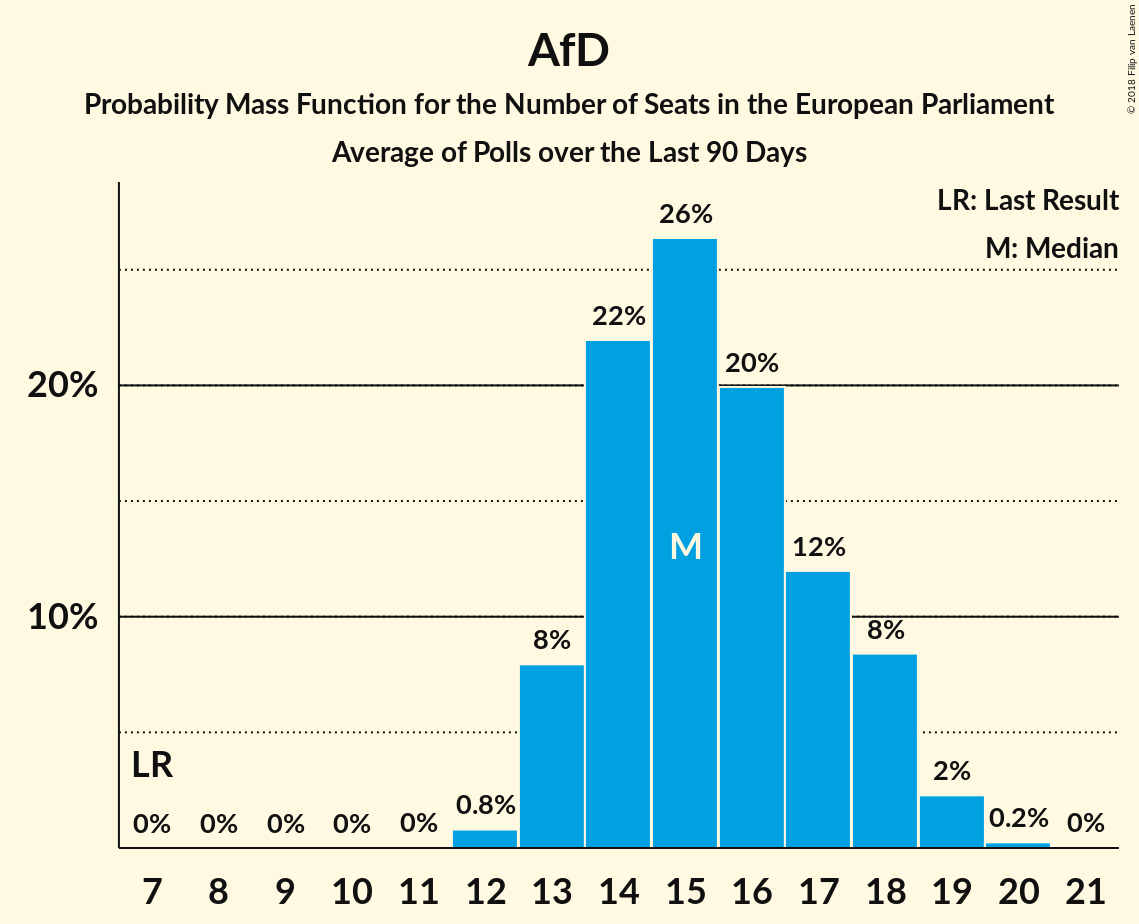 AfD
Probability Mass Function for the Number of Seats in the European Parliament
Average of Polls over the Last 90 Days
© 2018 Filip van Laenen
LR: Last Result
M: Median
26%
22%
20%
20%
12%
10%
8%
8%
M
LR
2%
0.8%
0.2%
0% 0% 0% 0% 0% 0%
7 8 9 10 11 12 13 14 15 16 17 18 19 20 21